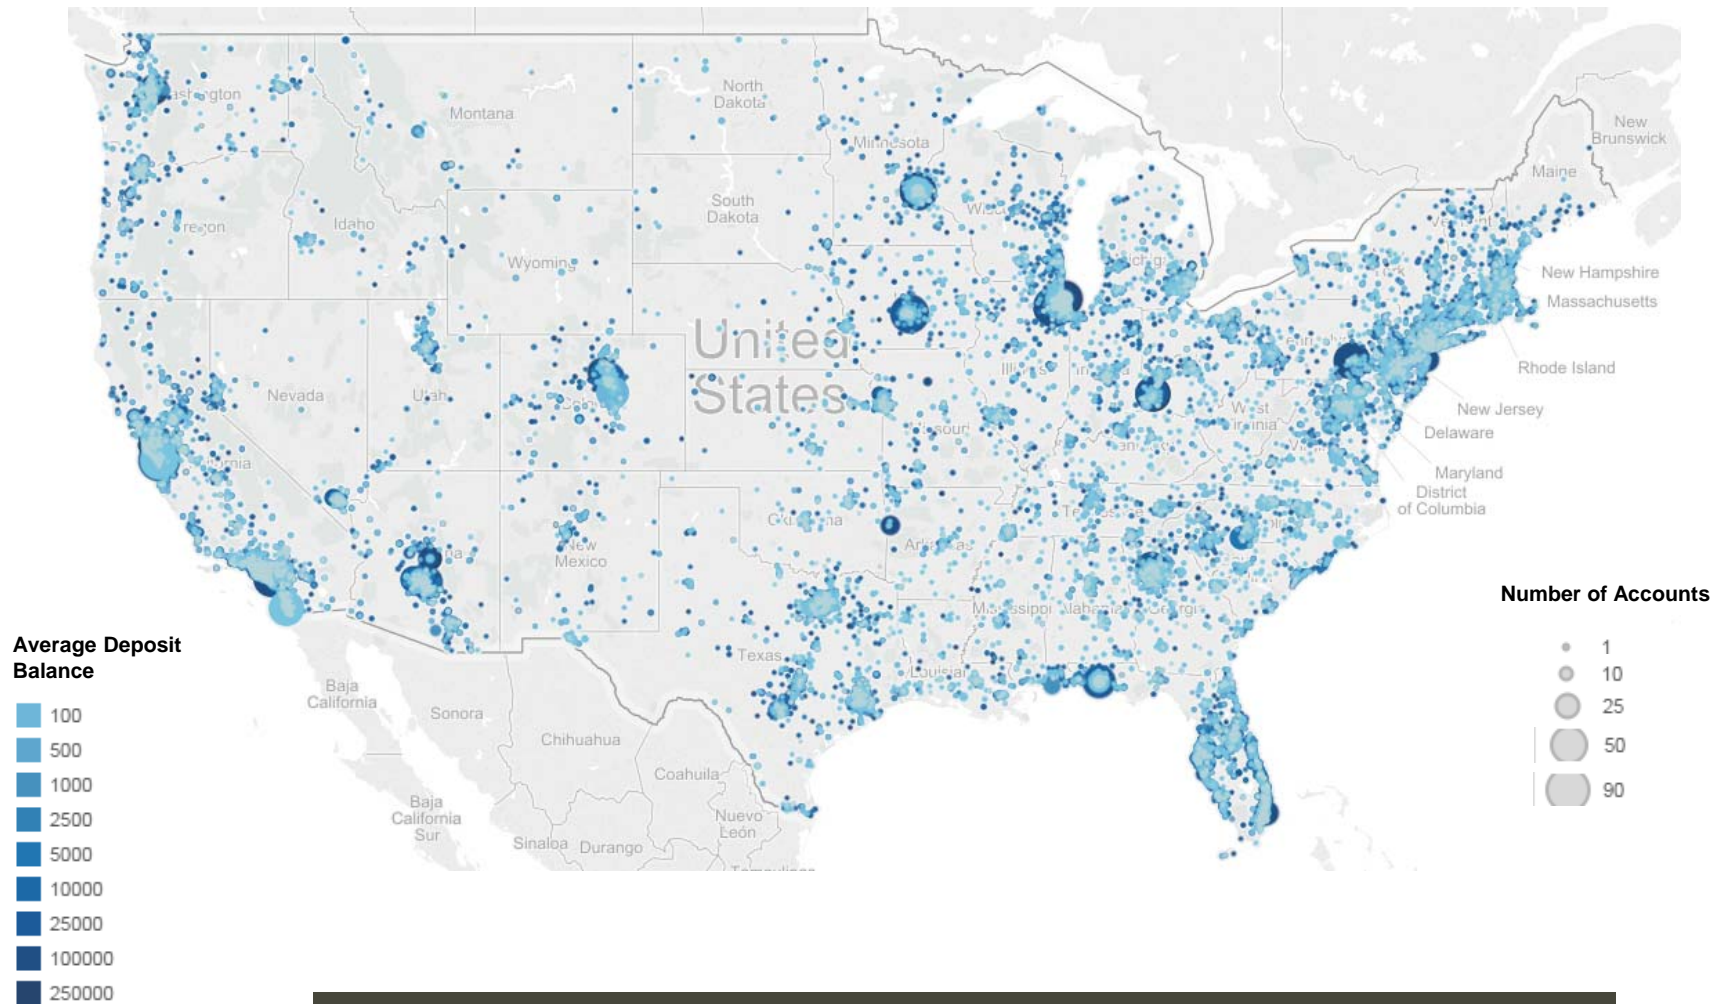 New
Brunswick
North
Dakota
Montana
Minnesota
Maine
South
Dakota
Idaho
Wyoming
New Hampshire
Massachusetts
United
States
Rhode Island
Nevada
Utah
New Jersey
Delaware
West
Virginia
Maryland
District
of Columbia
New
Mexico
Mississippi
Texas
Baja
California
Sonora
Chihuahua
Coahuila
Baja
California
Sur
Nuevo
León
Sinaloa
Durango
Number of Accounts
1
10
25
50
90
Average Deposit
Balance
100
500
1000
2500
5000
10000
25000
100000
250000